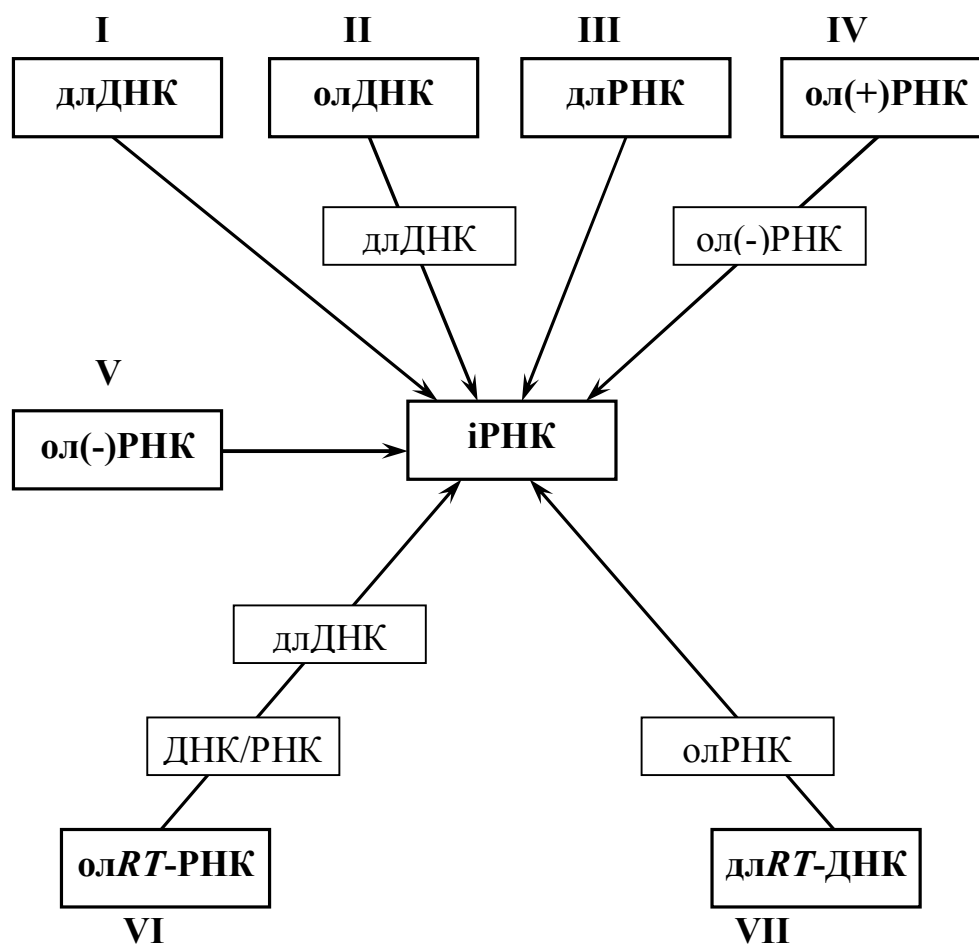 I
II
III
IV
длДНК
олДНК
длРНК
ол(+)РНК
длДНК
ол(-)РНК
V
ол(-)РНК
іРНК
длДНК
ДНК/РНК
олРНК
олRT-РНК
длRT-ДНК
VI
VII